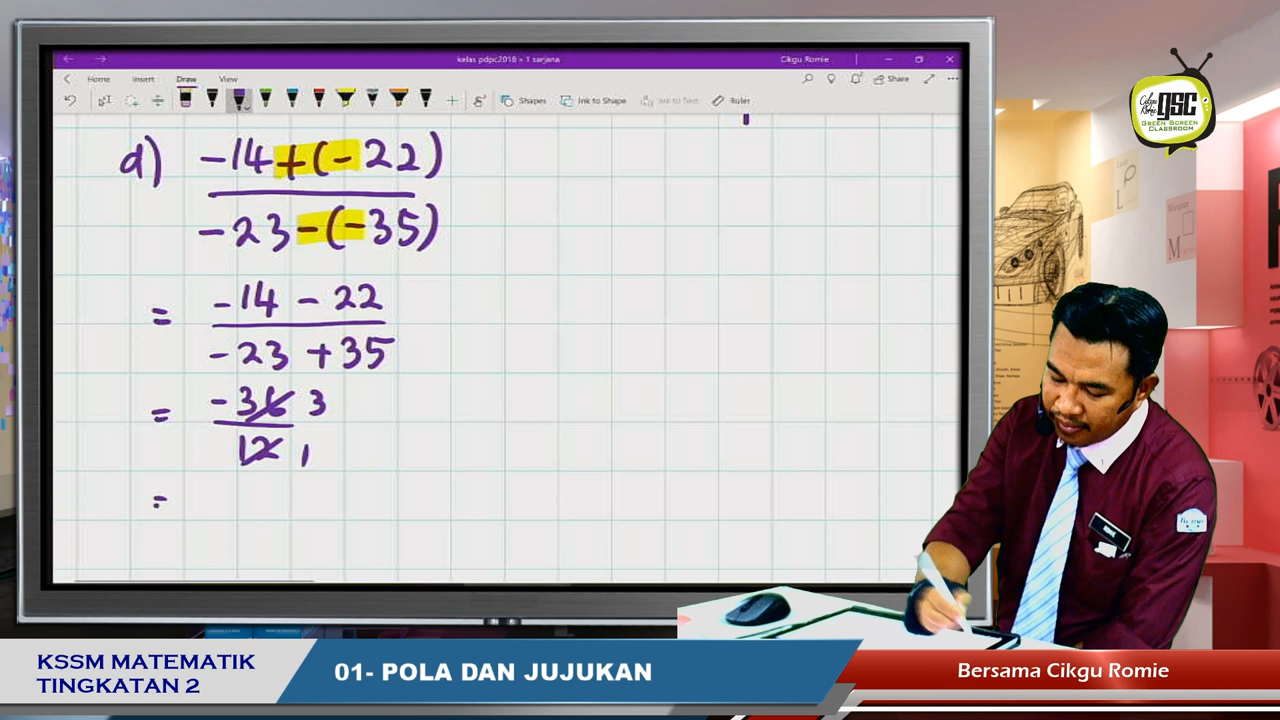 kelas pdpc2018 » 1 sarjana
Cikgu Romie
Home Insert Draw View
Share
Shapes Ink to Shape Ink to Text Ruler
d) -14+(-22)
-23-(-35)
= -14 - 22
-23 + 35
= -36 3
12 1
=
Cikgu Romie GSC
GREEN SCREEN
CLASSROOM
L
M
KSSM MATEMATIK
TINGKATAN 2
01- POLA DAN JUJUKAN
Bersama Cikgu Romie